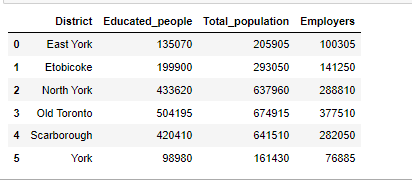 District Educated_people Total_population Employers
0 East York 135070 205905 100305
1 Etobicoke 199900 293050 141250
2 North York 433620 637960 288810
3 Old Toronto 504195 674915 377510
4 Scarborough 420410 641510 282050
5 York 98980 161430 76885